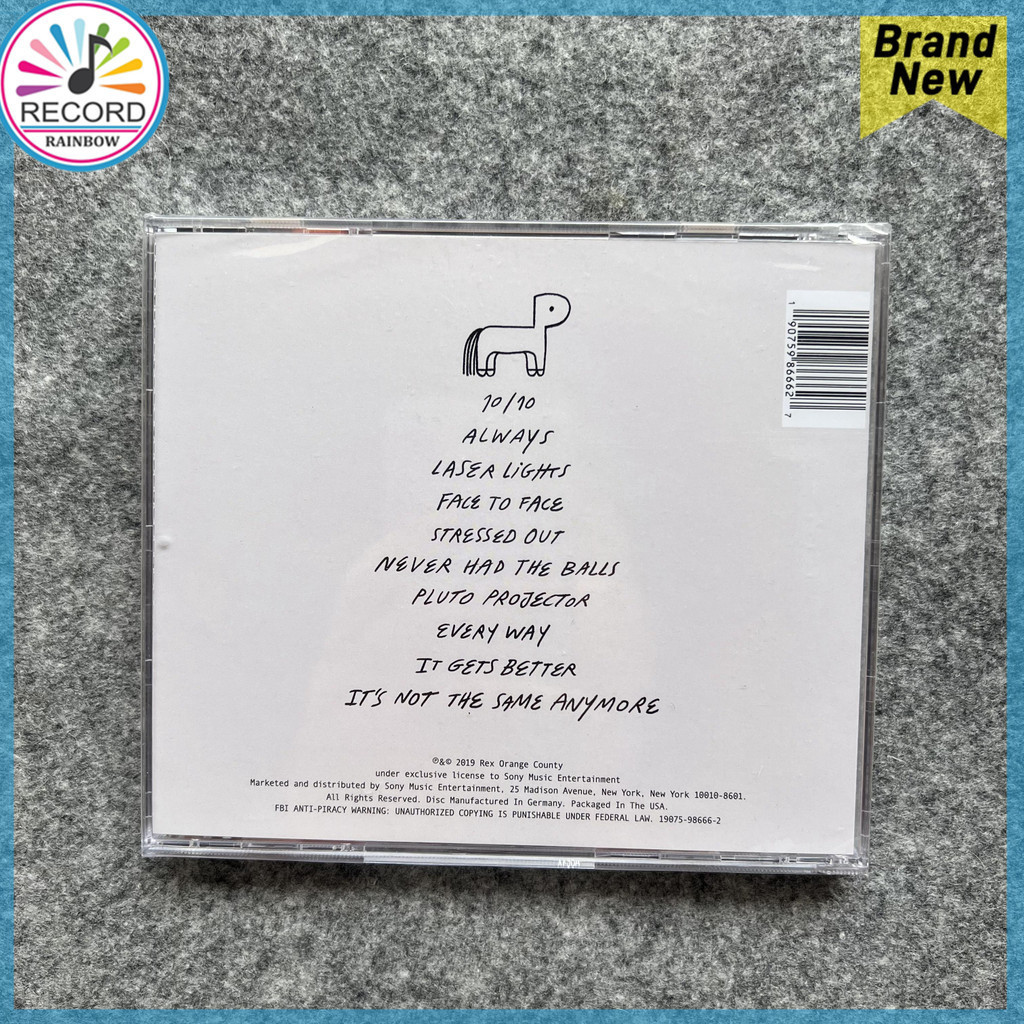 RECORD
RAINBOW
Brand
New
1 90759 86662 7
10/10
ALWAYS
LASER LiGHTS
FACE TO FACE
STRESSED OUT
NEVER HAD THE BALLS
PLUTO PROJECTOR
EVERY WAY
IT GETS BETTER
IT'S NOT THE SAME ANYMORE
℗&© 2019 Rex Orange County
under exclusive license to Sony Music Entertainment
Marketed and distributed by Sony Music Entertainment, 25 Madison Avenue, New York, New York 10010-8601.
All Rights Reserved. Disc Manufactured In Germany. Packaged In The USA.
FBI ANTI-PIRACY WARNING: UNAUTHORIZED COPYING IS PUNISHABLE UNDER FEDERAL LAW. 19075-98666-2